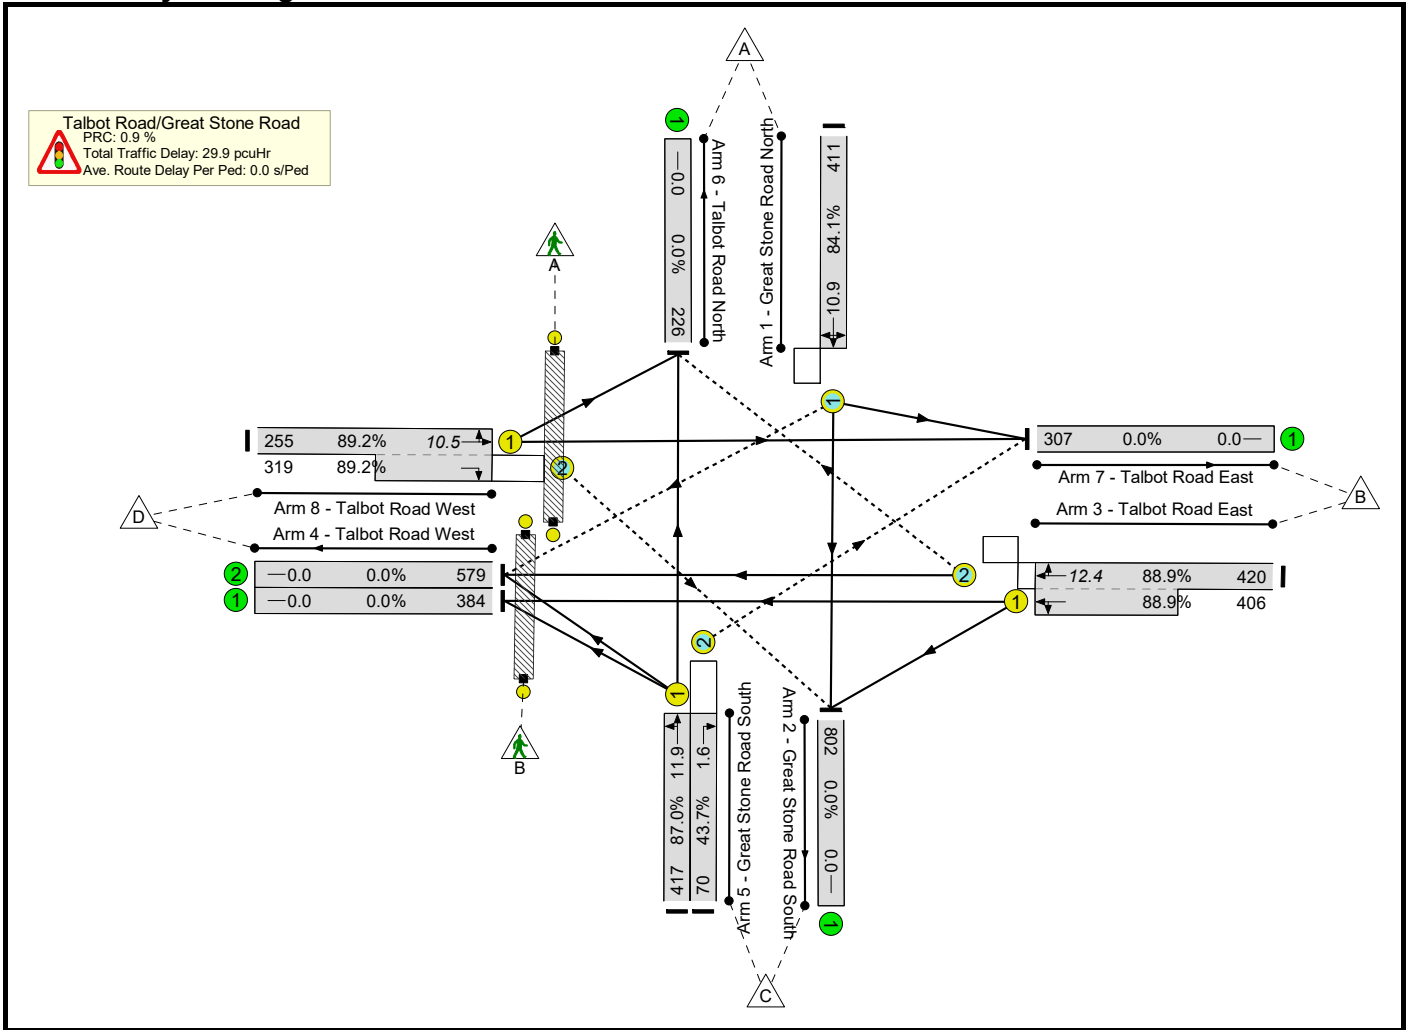 Talbot Road/Great Stone Road
PRC: 0.9 %
Total Traffic Delay: 29.9 pcuHr
Ave. Route Delay Per Ped: 0.0 s/Ped
A
1
0.0 0.0% 226
Arm 6 - Talbot Road North
Arm 1 - Great Stone Road North
411 84.1% 10.9
A
1
255 89.2% 10.5
319 89.2%
1
2
Arm 8 - Talbot Road West
Arm 4 - Talbot Road West
D
2 0.0 0.0% 579
1 0.0 0.0% 384
307 0.0% 0.0 1
Arm 7 - Talbot Road East
Arm 3 - Talbot Road East
B
2
1
12.4 88.9% 420
88.9% 406
2
1
B
417 87.0% 11.9
70 43.7% 1.6
Arm 5 - Great Stone Road South
Arm 2 - Great Stone Road South
802 0.0% 0.0
1
C